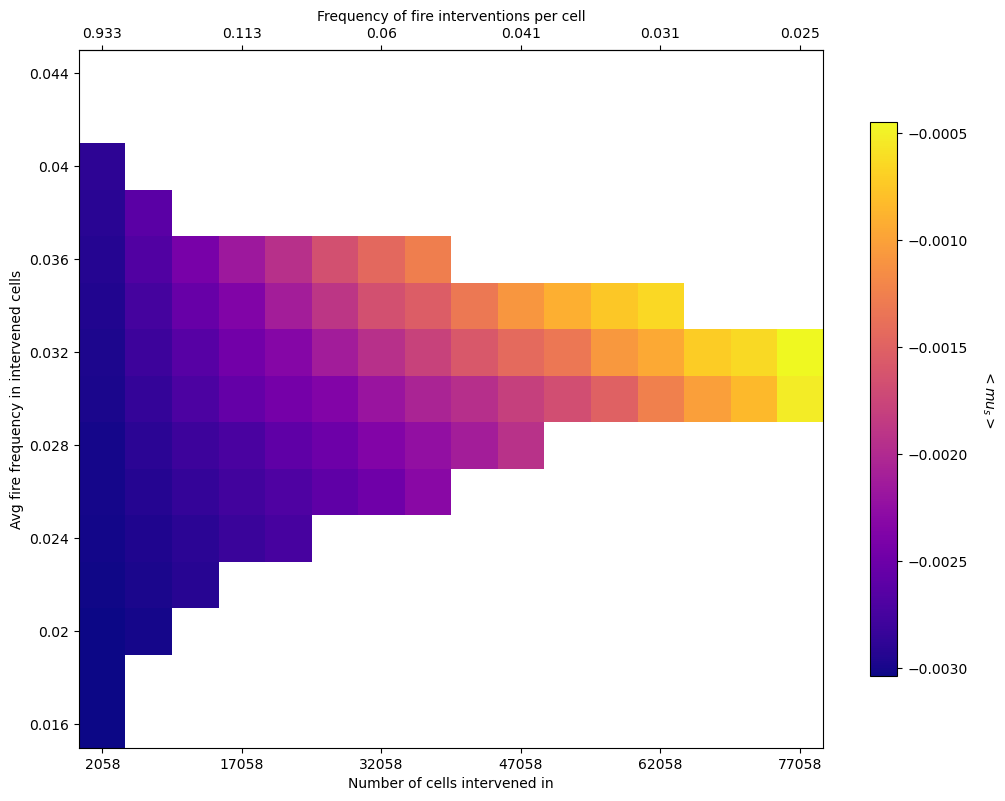 Frequency of fire interventions per cell
0.933 0.113 0.06 0.041 0.031 0.025
0.044
0.04
0.036
0.032
0.028
0.024
0.02
0.016
Avg fire frequency in intervened cells
2058 17058 32058 47058 62058 77058
Number of cells intervened in
−0.0005
−0.0010
−0.0015
−0.0020
−0.0025
−0.0030
< mu_s >